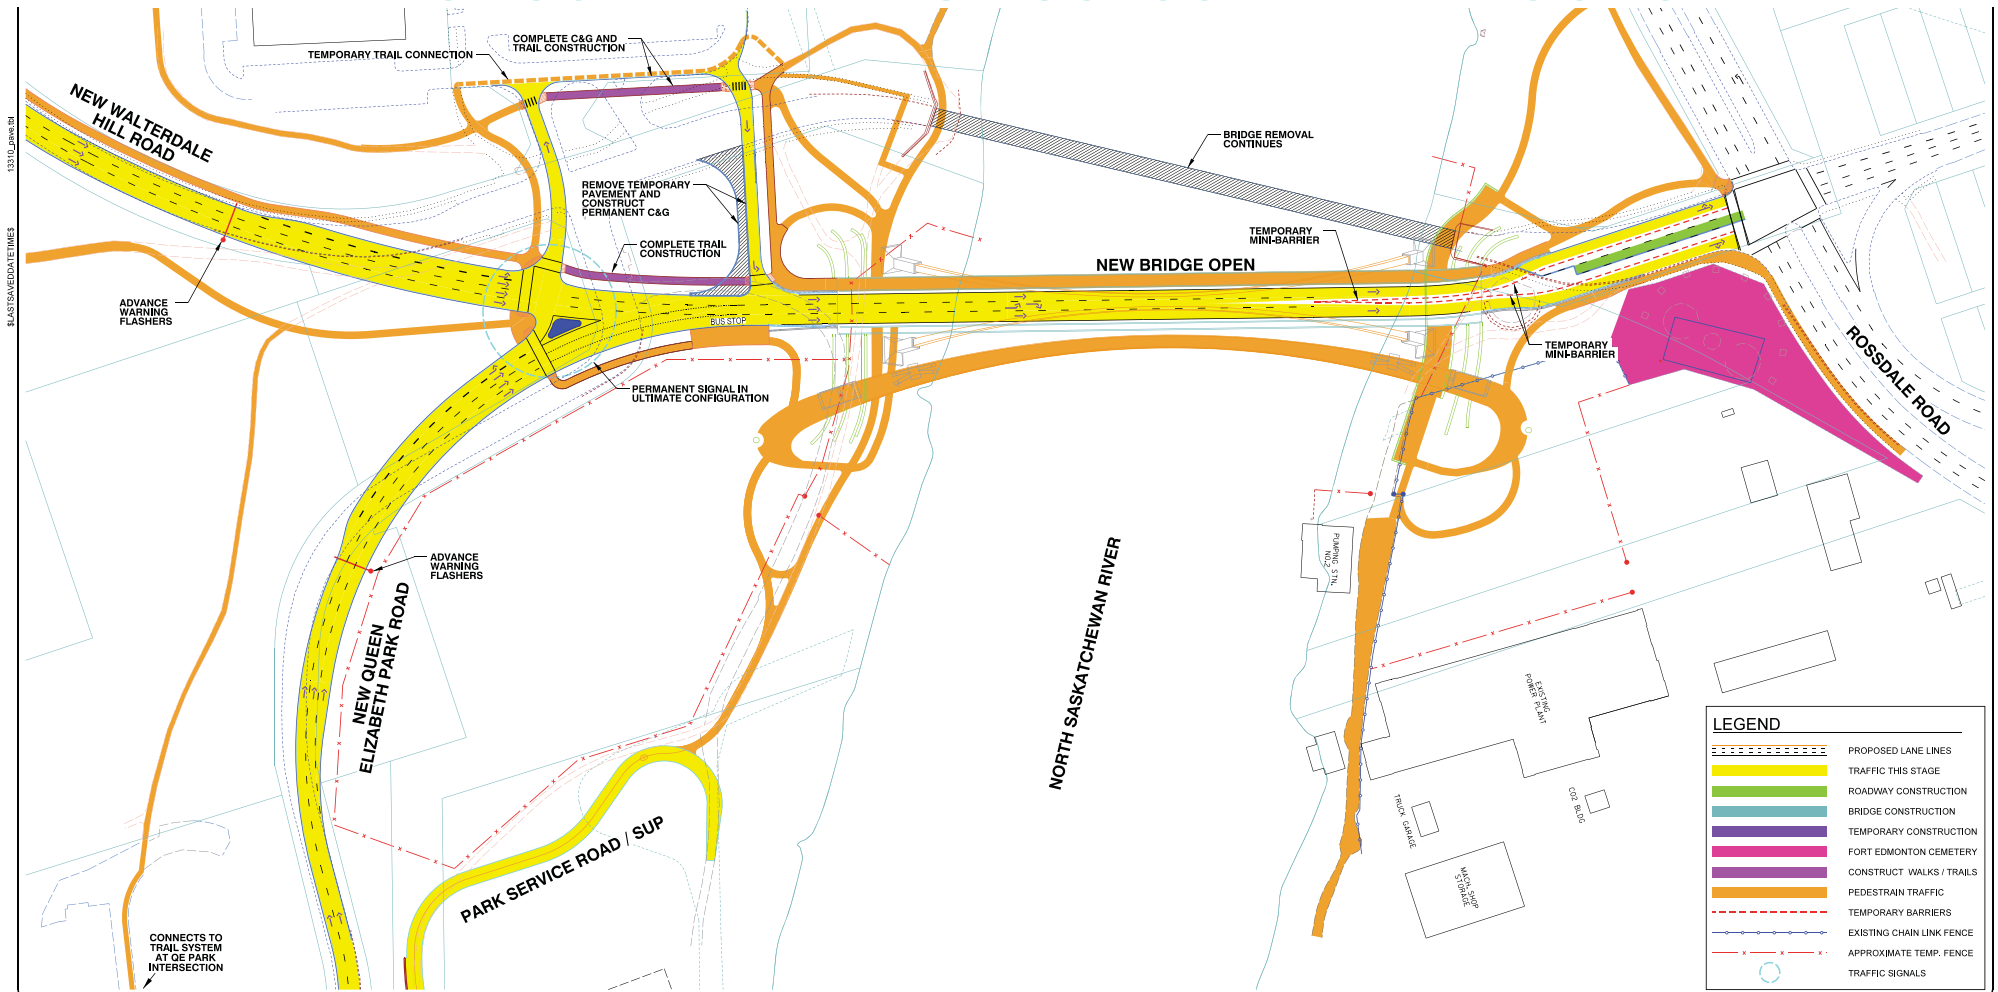 13310_pave.tbl
$LASTSAVEDDATETIME$
TEMPORARY TRAIL CONNECTION
COMPLETE C&G AND
TRAIL CONSTRUCTION
NEW WALTERDALE
HILL ROAD
BRIDGE REMOVAL
CONTINUES
REMOVE TEMPORARY
PAVEMENT AND
CONSTRUCT
PERMANENT C&G
COMPLETE TRAIL
CONSTRUCTION
TEMPORARY
MINI-BARRIER
NEW BRIDGE OPEN
ADVANCE
WARNING
FLASHERS
BUS STOP
TEMPORARY
MINI-BARRIER
ROSSDALE ROAD
PERMANENT SIGNAL IN
ULTIMATE CONFIGURATION
ADVANCE
WARNING
FLASHERS
NEW QUEEN
ELIZABETH PARK ROAD
NORTH SASKATCHEWAN RIVER
PUMPING STN.
NO.2
EXISTING
POWER PLANT
TRUCK GARAGE
CO2 BLDG
MACH. SHOP
STORAGE
PARK SERVICE ROAD / SUP
CONNECTS TO
TRAIL SYSTEM
AT QE PARK
INTERSECTION
LEGEND
PROPOSED LANE LINES
TRAFFIC THIS STAGE
ROADWAY CONSTRUCTION
BRIDGE CONSTRUCTION
TEMPORARY CONSTRUCTION
FORT EDMONTON CEMETERY
CONSTRUCT WALKS / TRAILS
PEDESTRAIN TRAFFIC
TEMPORARY BARRIERS
EXISTING CHAIN LINK FENCE
APPROXIMATE TEMP. FENCE
TRAFFIC SIGNALS